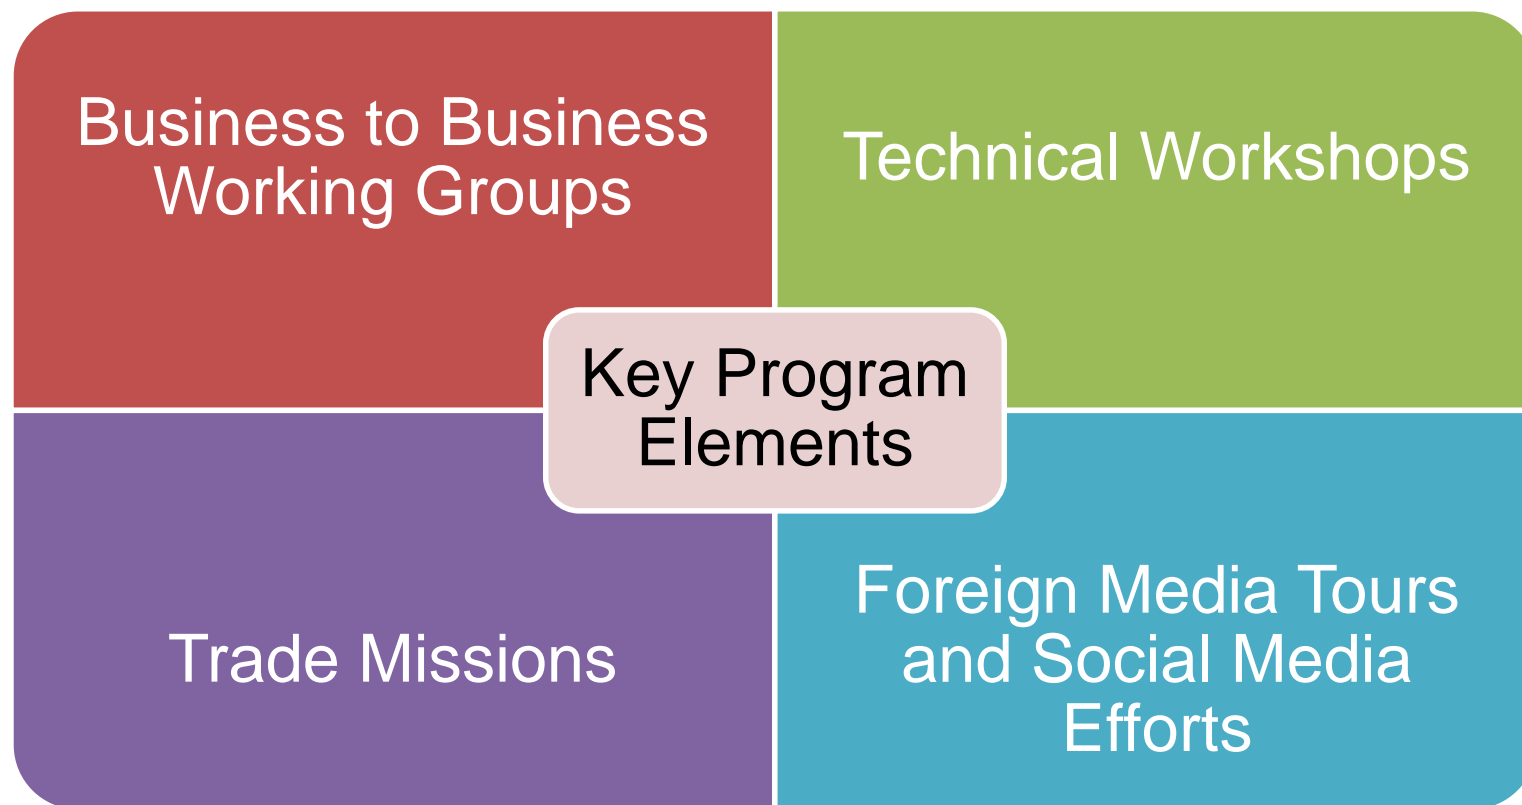 Business to Business
Working Groups
Technical Workshops
Key Program
Elements
Trade Missions
Foreign Media Tours
and Social Media
Efforts